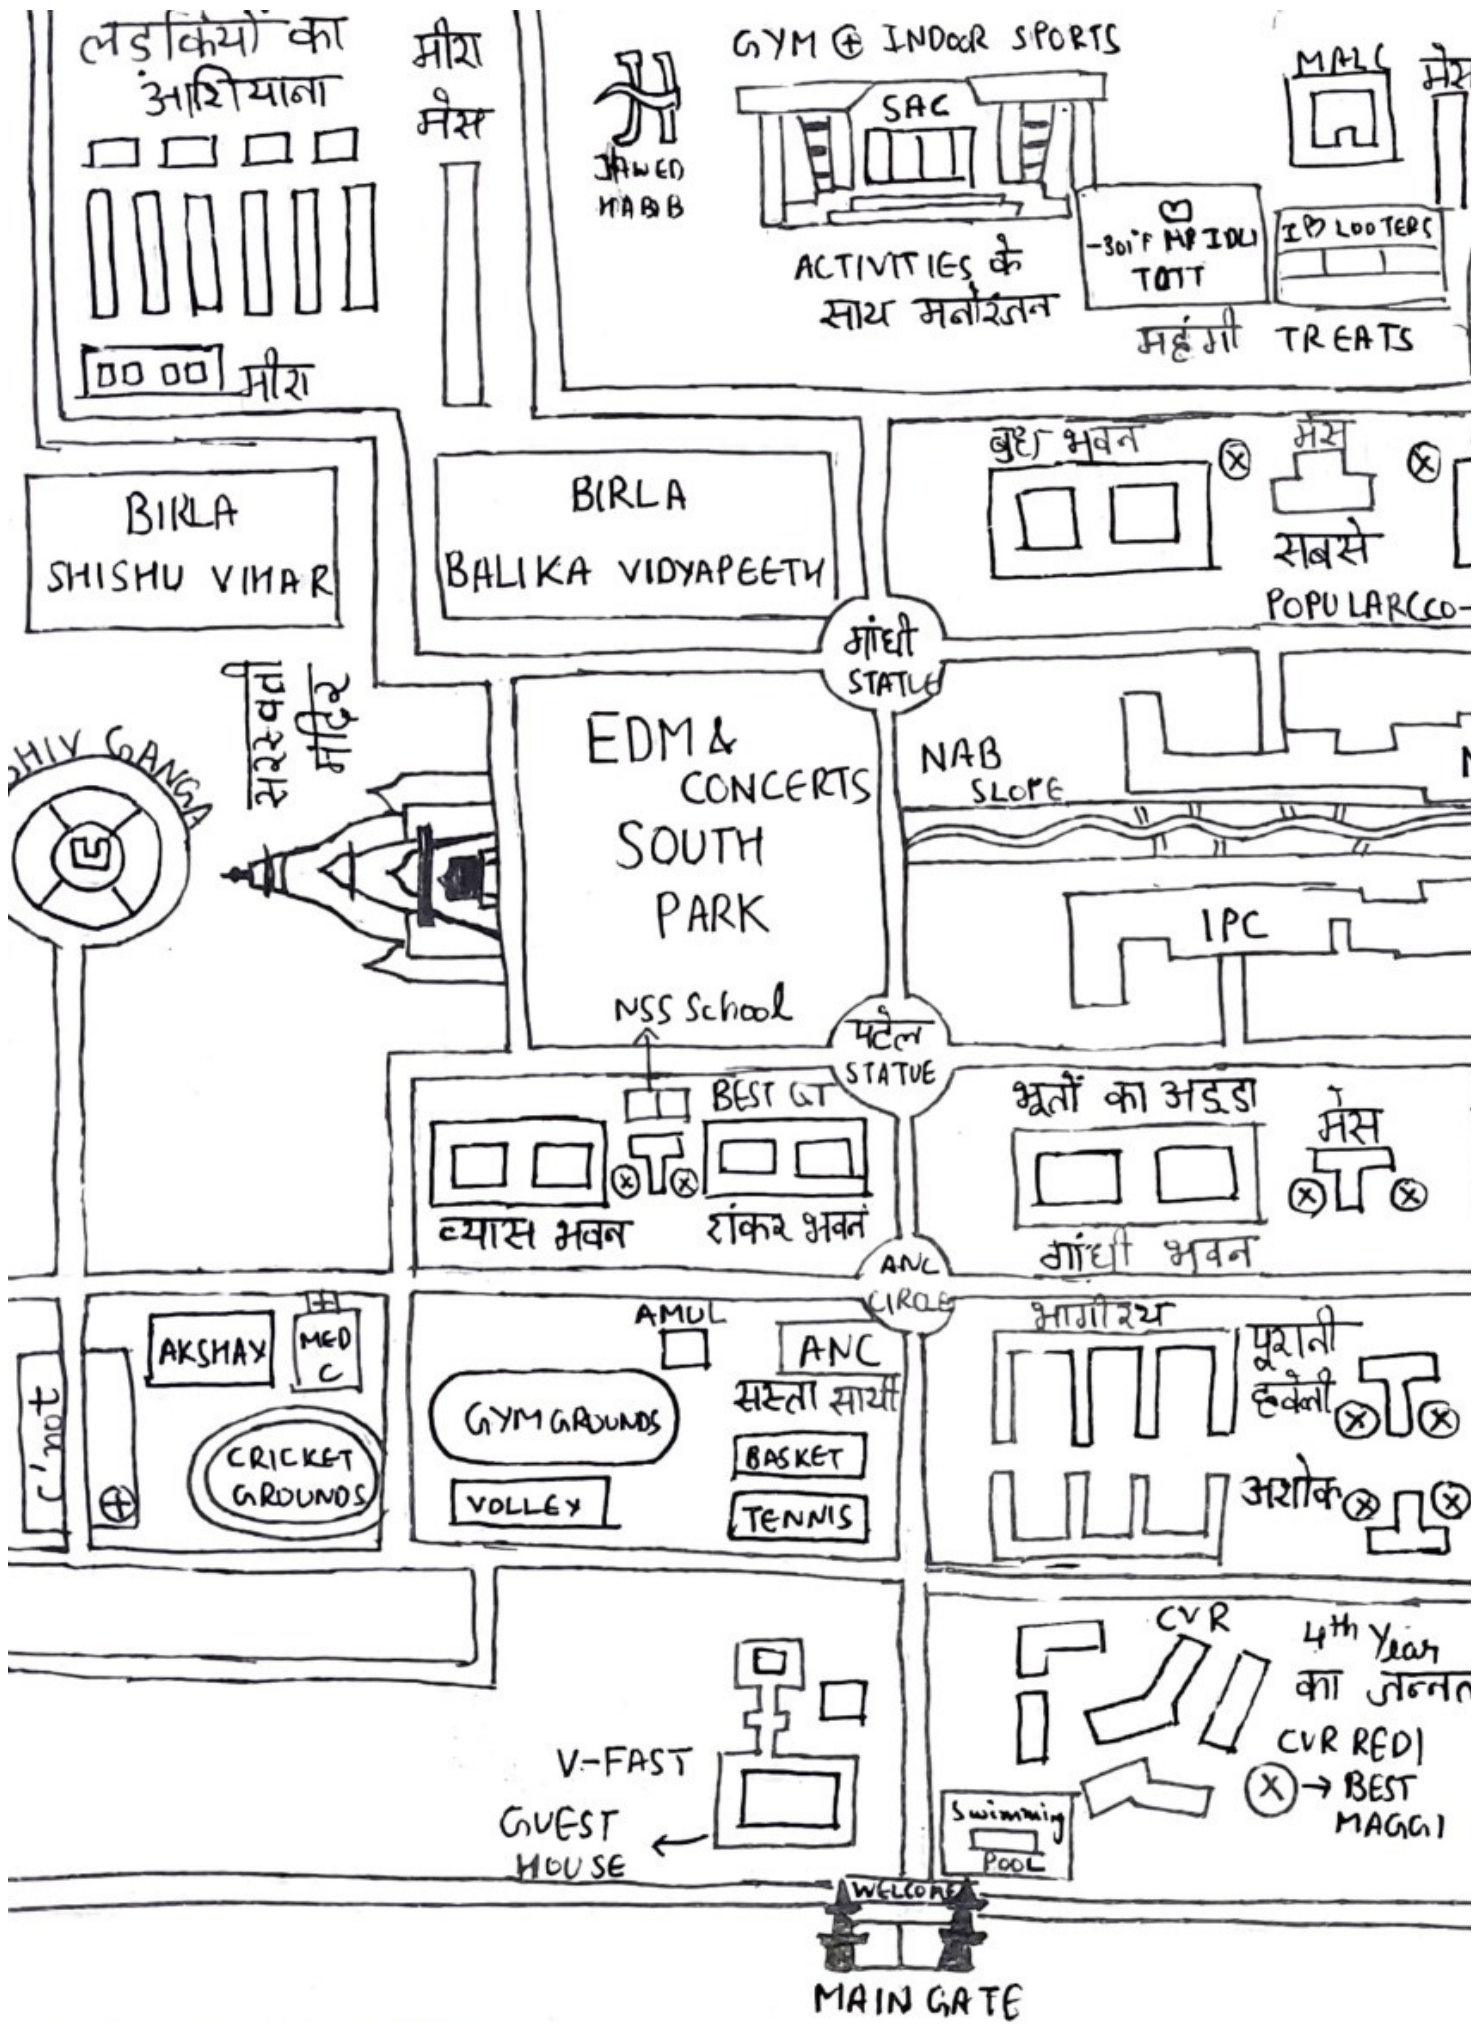 लड़कियों का
आशियाना
मीरा
मेस
मीरा
JAWED
HABIB
GYM ⊕ INDOOR SPORTS
SAC
ACTIVITIES के
साथ मनोरंजन
TOTT
I ♡ LOOTERS
महंगी TREATS
BIRLA
SHISHU VIHAR
BIRLA
BALIKA VIDYAPEETH
बुद्ध भवन
मेस
सबसे
गांधी
STATUE
सरस्वती
मंदिर
SHIV GANGA
EDM &
CONCERTS
SOUTH
PARK
NAB
SLOPE
IPC
NSS School
पटेल
STATUE
BEST GT
व्यास भवन
शंकर भवन
भूतों का अड्डा
मेस
गांधी भवन
ANC
CIRCLE
C'not
AKSHAY
MED
C
CRICKET
GROUNDS
AMUL
ANC
सस्ता साथी
GYM GROUNDS
VOLLEY
BASKET
TENNIS
भागीरथ
पूरानी
हवेली
अशोक
V-FAST
GUEST
HOUSE
CVR
4th Year
का जन्नत
CVR REDI
→ BEST
MAGGI
Swimming
POOL
WELCOME
MAIN GATE